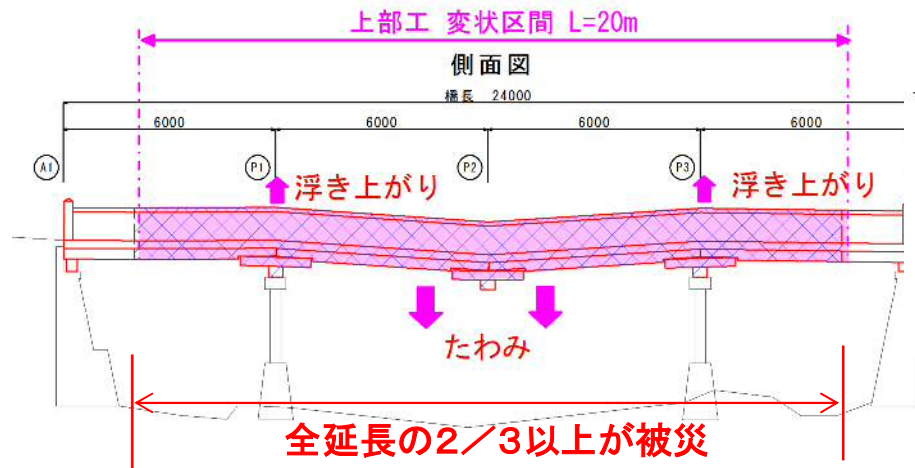 上部工 変状区間 L=20m
側面図
橋長 24000
6000 6000 6000 6000
A1 P1 P2 P3
浮き上がり 浮き上がり
たわみ
全延長の2/3以上が被災